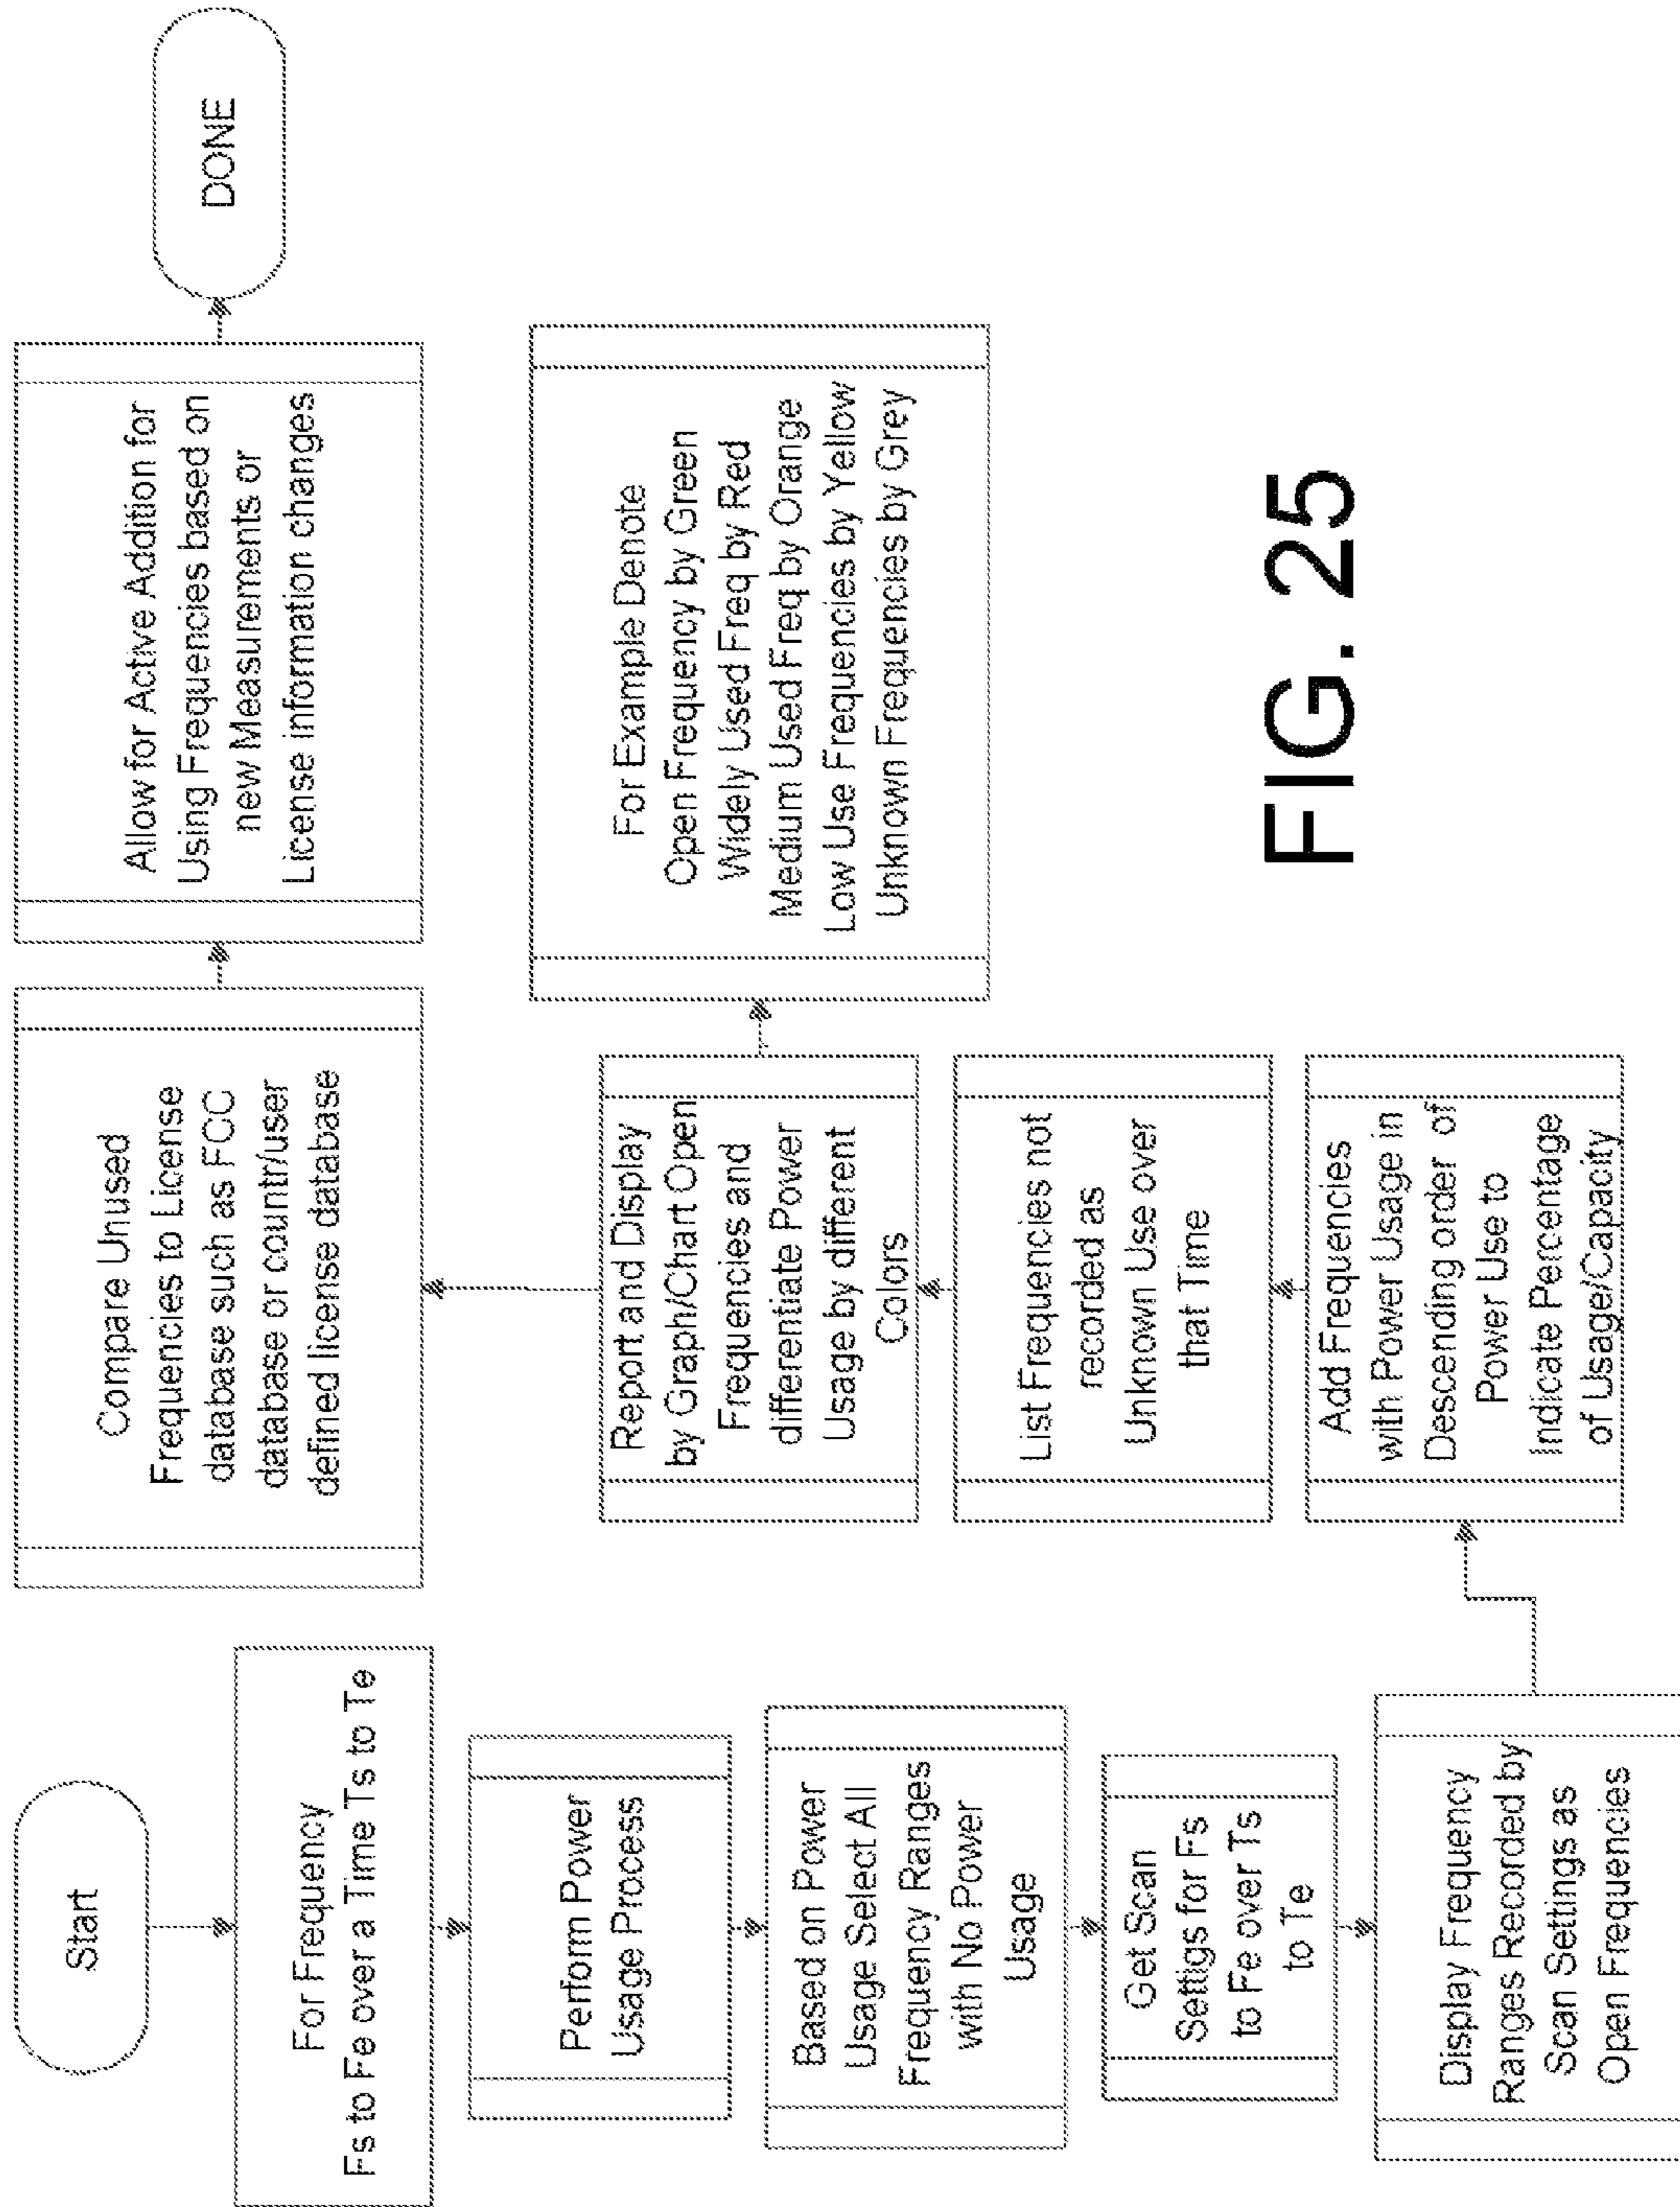 Start
For Frequency
Fs to Fe over a Time Ts to Te
Perform Power
Usage Process
Based on Power
Usage Select All
Frequency Ranges
with No Power
Usage
Get Scan
Settigs for Fs
to Fe over Ts
to Te
Display Frequency
Ranges Recorded by
Scan Settings as
Open Frequencies
Add Frequencies
with Power Usage in
Descending order of
Power Use to
Indicate Percentage
of Usage/Capacity
List Frequencies not
recorded as
Unknown Use over
that Time
Report and Display
by Graph/Chart Open
Frequencies and
differentiate Power
Usage by different
Colors
For Example Denote
Open Frequency by Green
Widely Used Freq by Red
Medium Used Freq by Orange
Low Use Frequencies by Yellow
Unknown Frequencies by Grey
Compare Unused
Frequencies to License
database such as FCC
database or countr/user
defined license database
Allow for Active Addition for
Using Frequencies based on
new Measurements or
License information changes
DONE
FIG. 25